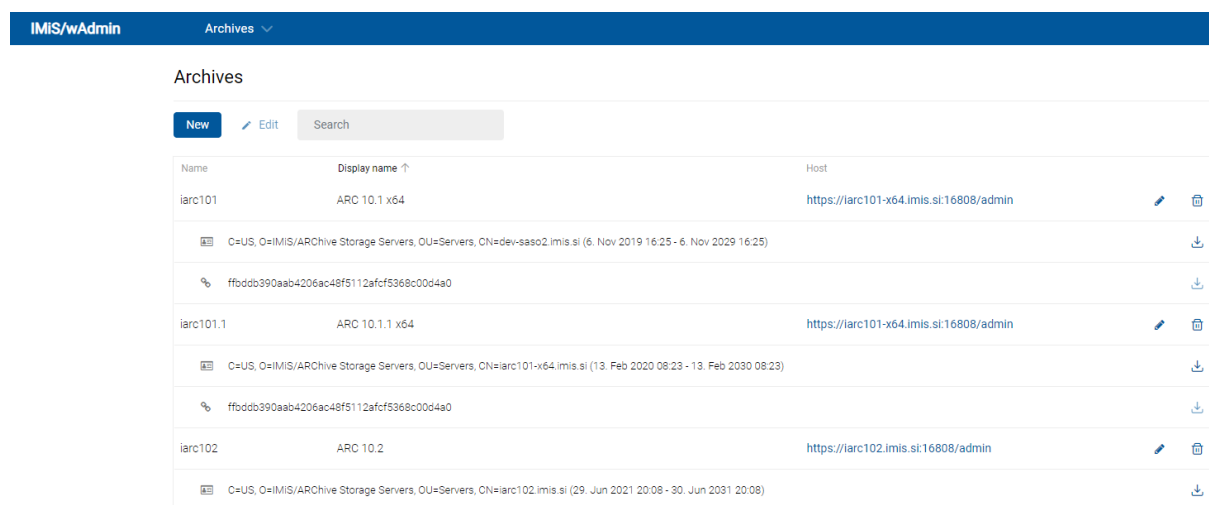 IMiS/wAdmin Archives
Archives
New Edit Search
Name Display name ↑ Host
iarc101 ARC 10.1 x64 https://iarc101-x64.imis.si:16808/admin
C=US, O=IMiS/ARChive Storage Servers, OU=Servers, CN=dev-saso2.imis.si (6. Nov 2019 16:25 - 6. Nov 2029 16:25)
ffbddb390aab4206ac48f5112afcf5368c00d4a0
iarc101.1 ARC 10.1.1 x64 https://iarc101-x64.imis.si:16808/admin
C=US, O=IMiS/ARChive Storage Servers, OU=Servers, CN=iarc101-x64.imis.si (13. Feb 2020 08:23 - 13. Feb 2030 08:23)
ffbddb390aab4206ac48f5112afcf5368c00d4a0
iarc102 ARC 10.2 https://iarc102.imis.si:16808/admin
C=US, O=IMiS/ARChive Storage Servers, OU=Servers, CN=iarc102.imis.si (29. Jun 2021 20:08 - 30. Jun 2031 20:08)